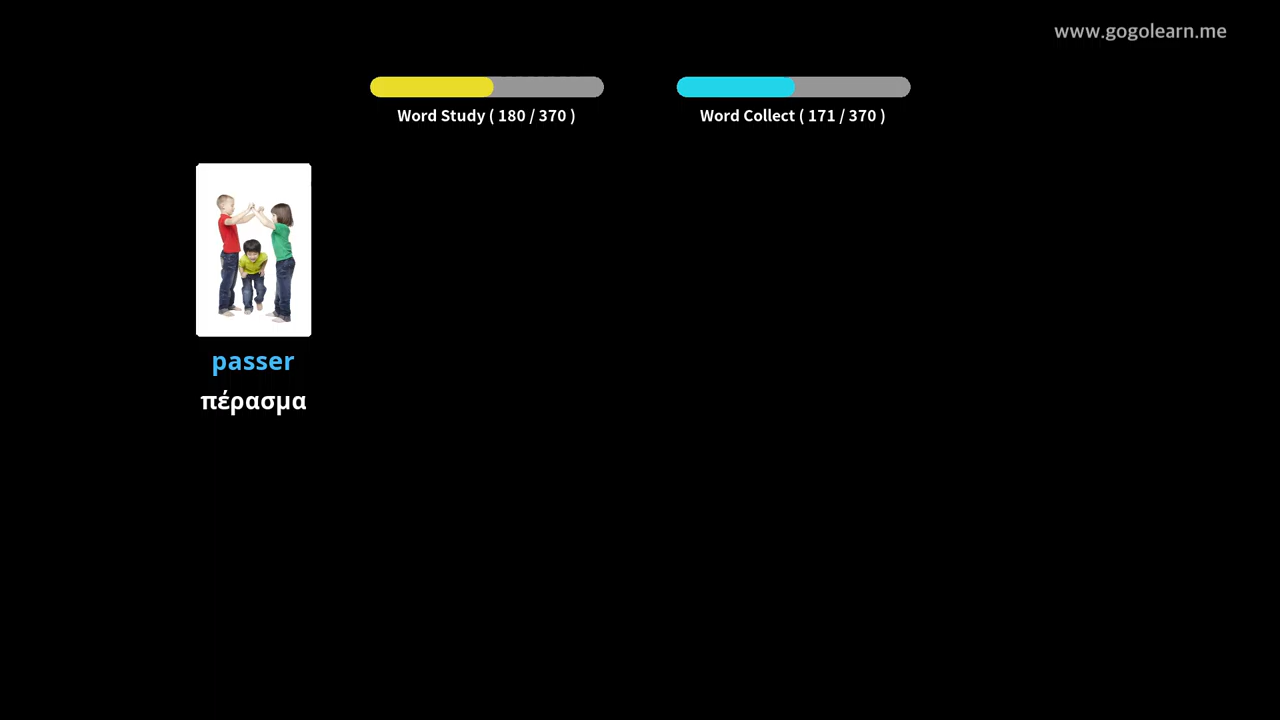 www.gogolearn.me
Word Study ( 180 / 370 )
Word Collect ( 171 / 370 )
passer
πέρασμα